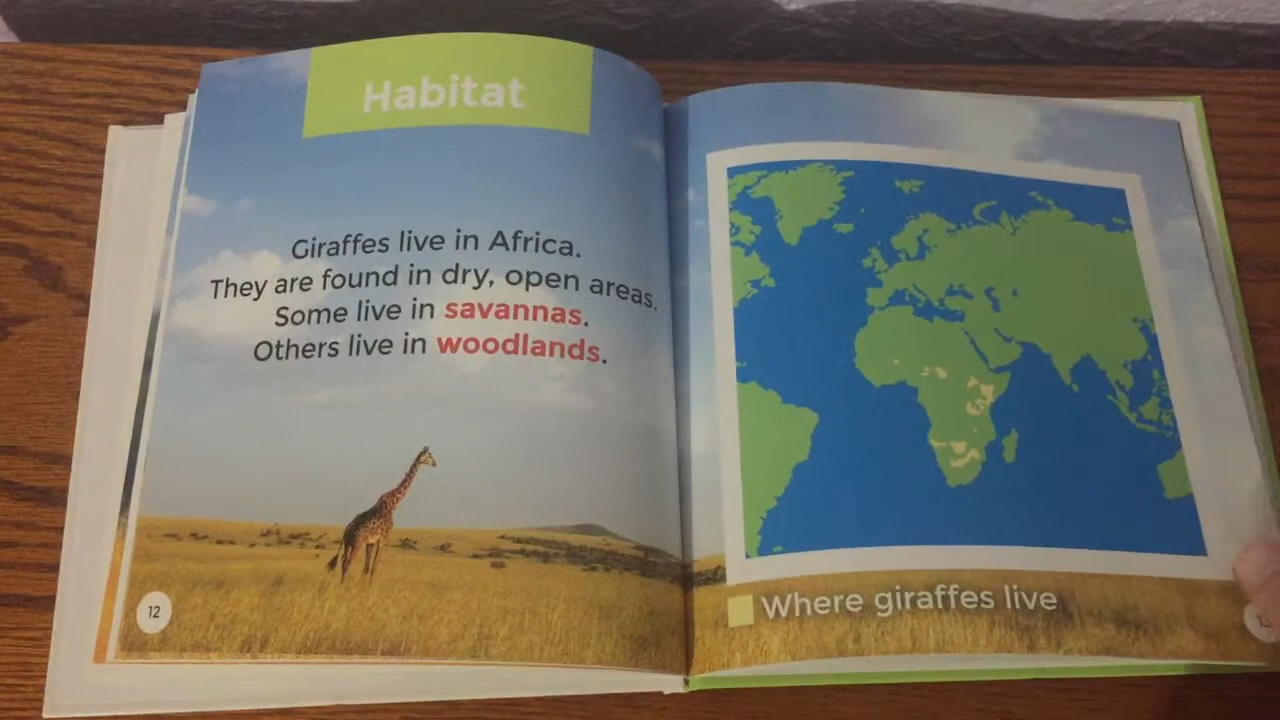 Habitat
Giraffes live in Africa.
They are found in dry, open areas.
Some live in savannas.
Others live in woodlands.
12
Where giraffes live